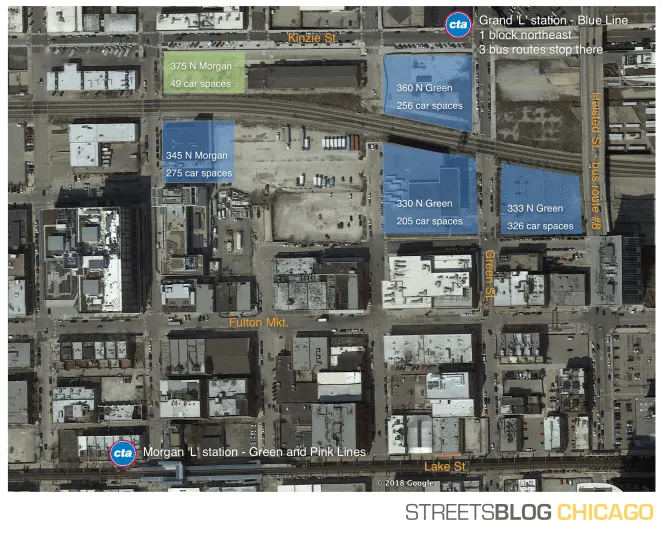 cta
Grand 'L' station - Blue Line
1 block northeast
3 bus routes stop there
Kinzie St.
375 N Morgan
49 car spaces
360 N Green
256 car spaces
Halsted St. - bus route #8
345 N Morgan
275 car spaces
330 N Green
205 car spaces
333 N Green
326 car spaces
Green St.
Fulton Mkt.
cta
Morgan 'L' station - Green and Pink Lines
Lake St.
© 2018 Google
STREETSBLOG CHICAGO